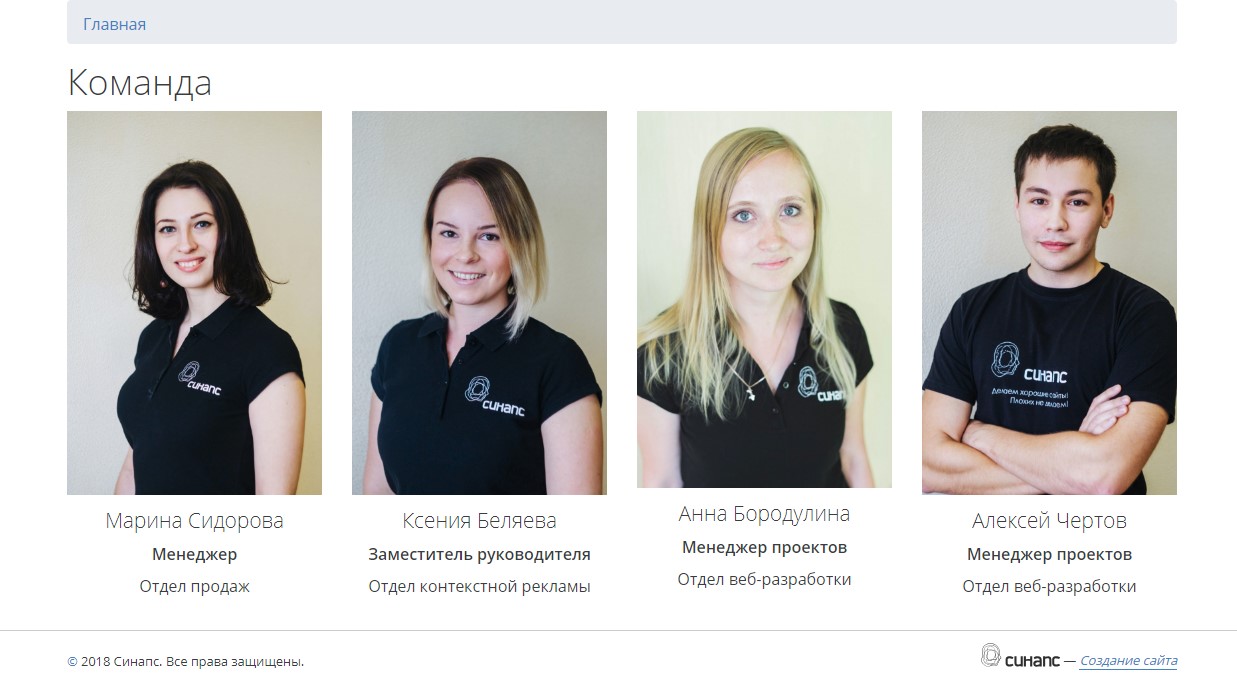 Главная
Команда
синапс
синапс
синапс
синапс
Делаем хорошие сайты!
Плохих не делаем!
Марина Сидорова
Менеджер
Отдел продаж
Ксения Беляева
Заместитель руководителя
Отдел контекстной рекламы
Анна Бородулина
Менеджер проектов
Отдел веб-разработки
Алексей Чертов
Менеджер проектов
Отдел веб-разработки
© 2018 Синапс. Все права защищены.
синапс — Создание сайта